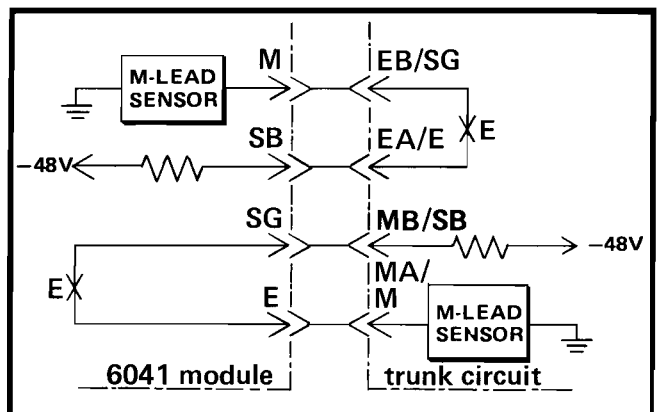 M EB/SG
M-LEAD
SENSOR
E
SB EA/E
-48V
SG MB/SB
-48V
MA/
M
E
E
M-LEAD
SENSOR
6041 module trunk circuit